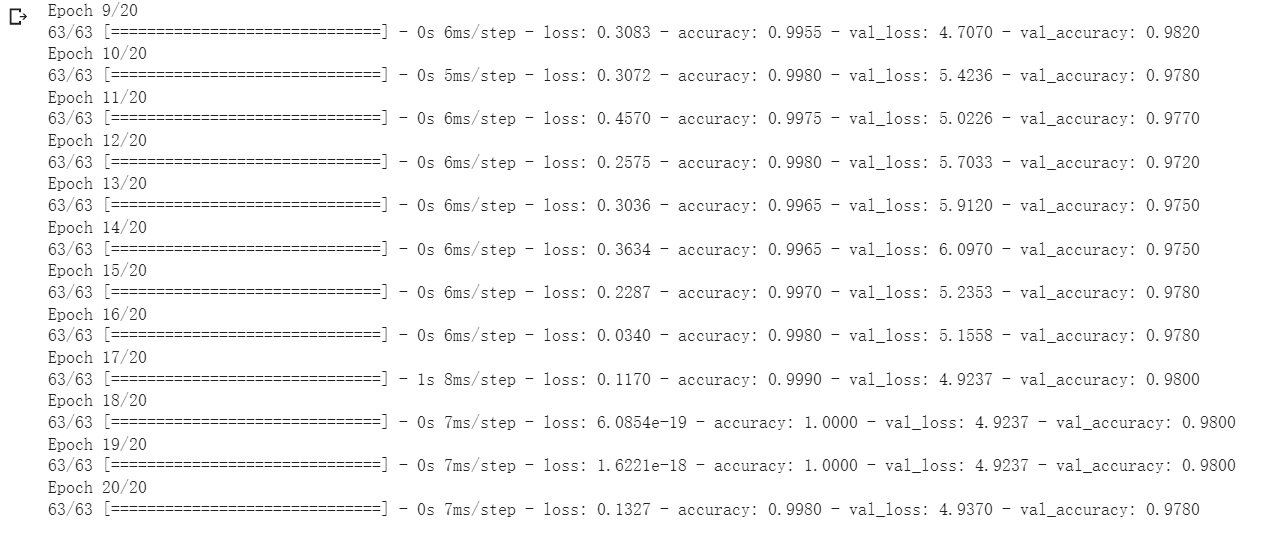 Epoch 9/20
63/63 [==============================] - 0s 6ms/step - loss: 0.3083 - accuracy: 0.9955 - val_loss: 4.7070 - val_accuracy: 0.9820
Epoch 10/20
63/63 [==============================] - 0s 5ms/step - loss: 0.3072 - accuracy: 0.9980 - val_loss: 5.4236 - val_accuracy: 0.9780
Epoch 11/20
63/63 [==============================] - 0s 6ms/step - loss: 0.4570 - accuracy: 0.9975 - val_loss: 5.0226 - val_accuracy: 0.9770
Epoch 12/20
63/63 [==============================] - 0s 6ms/step - loss: 0.2575 - accuracy: 0.9980 - val_loss: 5.7033 - val_accuracy: 0.9720
Epoch 13/20
63/63 [==============================] - 0s 6ms/step - loss: 0.3036 - accuracy: 0.9965 - val_loss: 5.9120 - val_accuracy: 0.9750
Epoch 14/20
63/63 [==============================] - 0s 6ms/step - loss: 0.3634 - accuracy: 0.9965 - val_loss: 6.0970 - val_accuracy: 0.9750
Epoch 15/20
63/63 [==============================] - 0s 6ms/step - loss: 0.2287 - accuracy: 0.9970 - val_loss: 5.2353 - val_accuracy: 0.9780
Epoch 16/20
63/63 [==============================] - 0s 6ms/step - loss: 0.0340 - accuracy: 0.9980 - val_loss: 5.1558 - val_accuracy: 0.9780
Epoch 17/20
63/63 [==============================] - 1s 8ms/step - loss: 0.1170 - accuracy: 0.9990 - val_loss: 4.9237 - val_accuracy: 0.9800
Epoch 18/20
63/63 [==============================] - 0s 7ms/step - loss: 6.0854e-19 - accuracy: 1.0000 - val_loss: 4.9237 - val_accuracy: 0.9800
Epoch 19/20
63/63 [==============================] - 0s 7ms/step - loss: 1.6221e-18 - accuracy: 1.0000 - val_loss: 4.9237 - val_accuracy: 0.9800
Epoch 20/20
63/63 [==============================] - 0s 7ms/step - loss: 0.1327 - accuracy: 0.9980 - val_loss: 4.9370 - val_accuracy: 0.9780